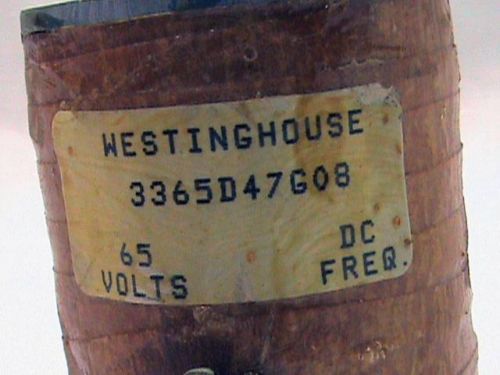 WESTINGHOUSE
3365D47G08
65 DC
VOLTS FREQ.